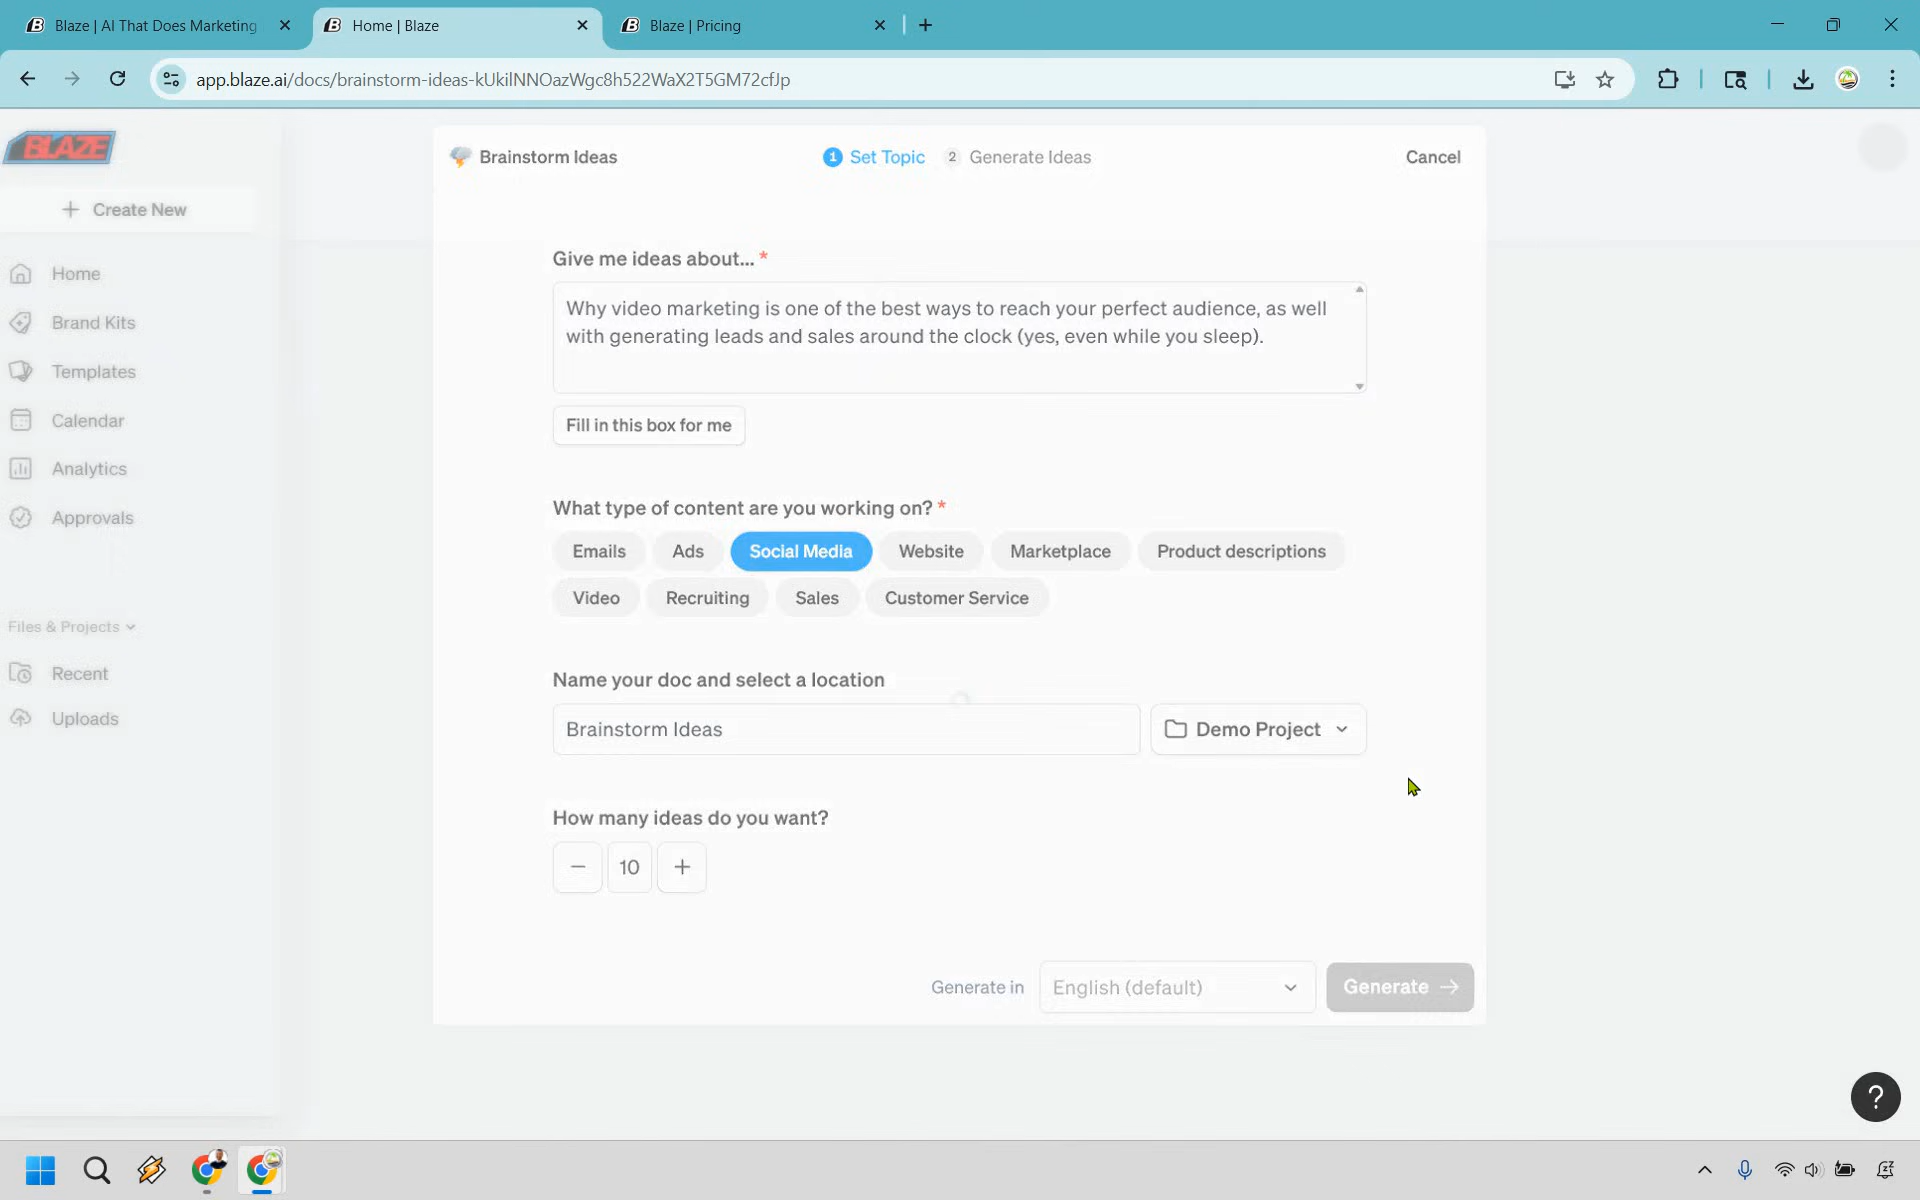 Blaze | AI That Does Marketing
Home | Blaze
Blaze | Pricing
app.blaze.ai/docs/brainstorm-ideas-kUkilNNOazWgc8h522WaX2T5GM72cfJp
BLAZE
Create New
Home
Brand Kits
Templates
Calendar
Analytics
Approvals
Files & Projects
Recent
Uploads
Brainstorm Ideas
1 Set Topic 2 Generate Ideas
Cancel
Give me ideas about... *
Why video marketing is one of the best ways to reach your perfect audience, as well
with generating leads and sales around the clock (yes, even while you sleep).
Fill in this box for me
What type of content are you working on? *
Emails Ads Social Media Website Marketplace Product descriptions
Video Recruiting Sales Customer Service
Name your doc and select a location
Brainstorm Ideas Demo Project
How many ideas do you want?
− 10 +
Generate in English (default) Generate →
?